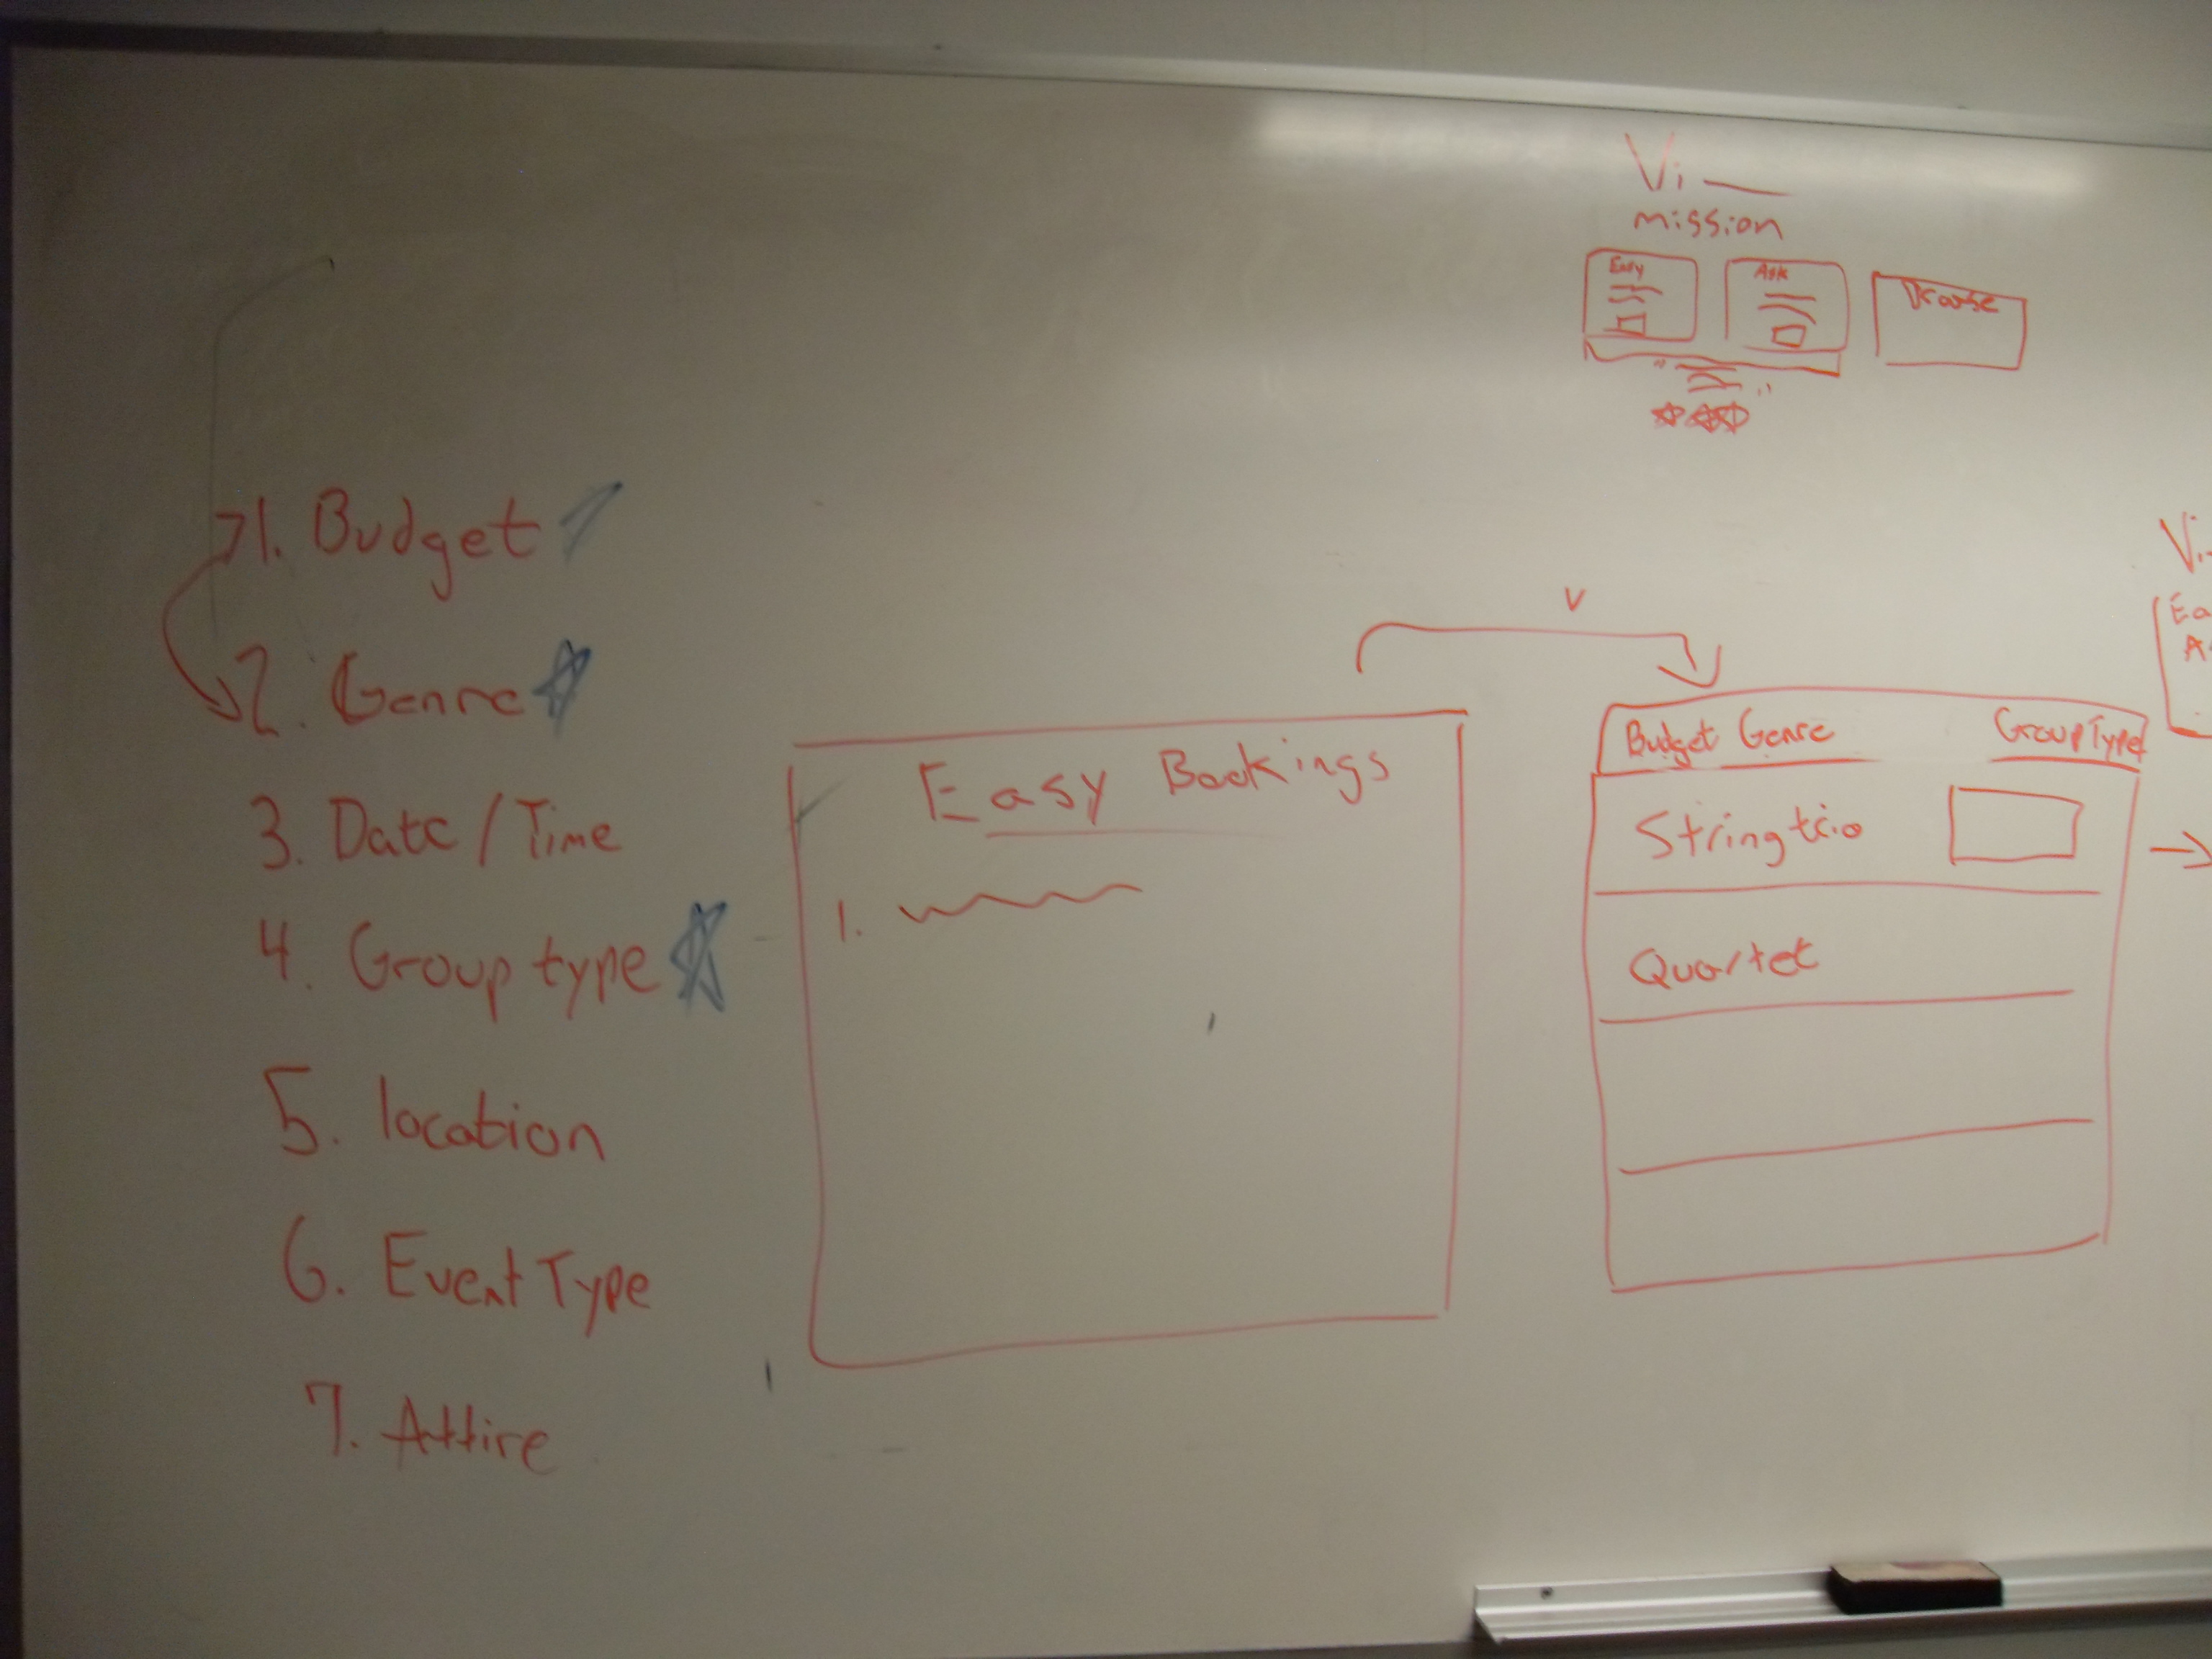 Vi
mission
Easy
Ask
1. Budget
2. Genre
3. Date / Time
4. Group type
5. location
6. Event Type
7. Attire
Easy Bookings
1.
V
Budget Genre Group Type
String trio
Quartet
Vi
Ea
A